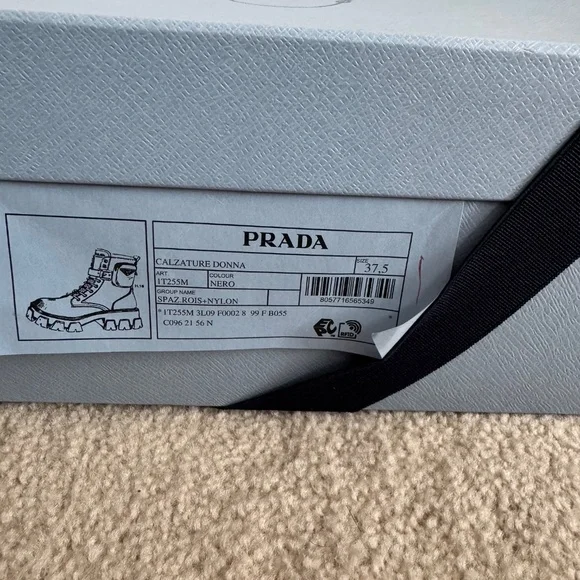 PRADA
CALZATURE DONNA
SIZE
37,5
ART.
1T255M
COLOUR
NERO
GROUP NAME
SPAZ.ROIS+NYLON
8057716565349
*1T255M 3L09 F0002 8 99 F B055 *
C096 21 56 N
RFID